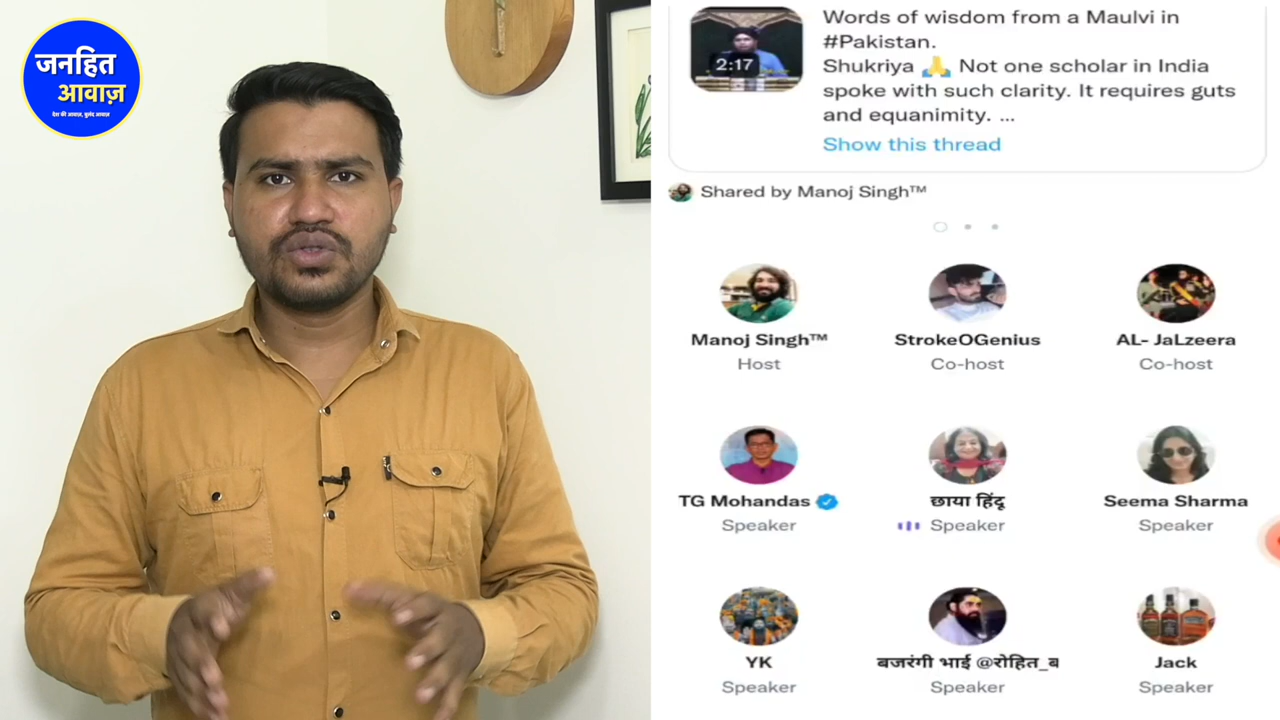 जनहित
आवाज़
देश की आवाज़, बुलंद आवाज़
2:17
Words of wisdom from a Maulvi in
#Pakistan.
Shukriya 🙏 Not one scholar in India
spoke with such clarity. It requires guts
and equanimity. ...
Show this thread
Shared by Manoj Singh™
Manoj Singh™
Host
StrokeOGenius
Co-host
AL- JaLzeera
Co-host
TG Mohandas
Speaker
छाया हिंदू
Speaker
Seema Sharma
Speaker
YK
Speaker
बजरंगी भाई @रोहित_ब
Speaker
Jack
Speaker